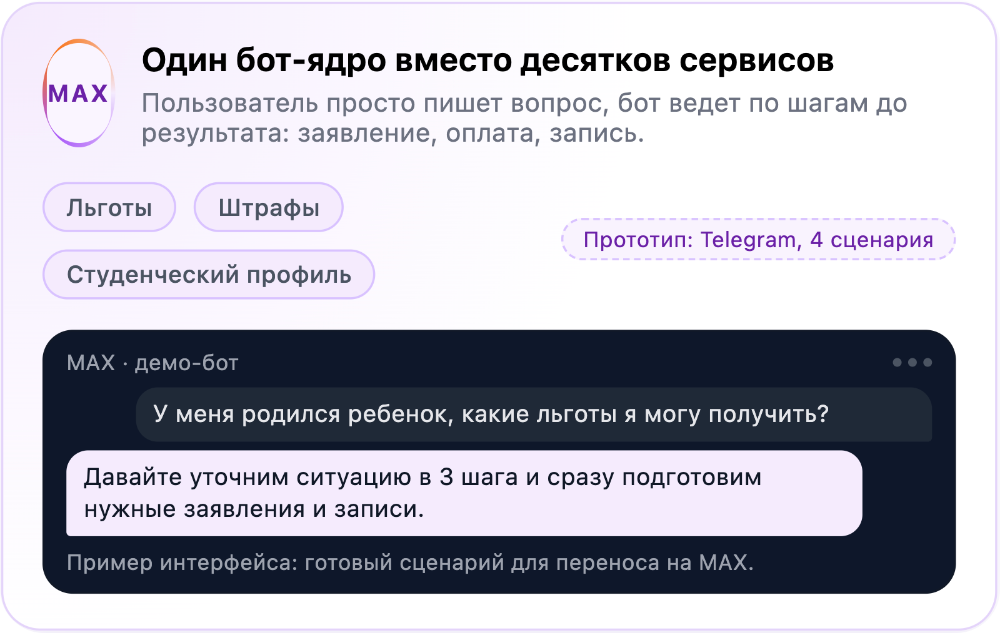 MAX
Один бот-ядро вместо десятков сервисов
Пользователь просто пишет вопрос, бот ведет по шагам до
результата: заявление, оплата, запись.
Льготы
Штрафы
Студенческий профиль
Прототип: Telegram, 4 сценария
MAX · демо-бот
У меня родился ребенок, какие льготы я могу получить?
Давайте уточним ситуацию в 3 шага и сразу подготовим
нужные заявления и записи.
Пример интерфейса: готовый сценарий для переноса на MAX.